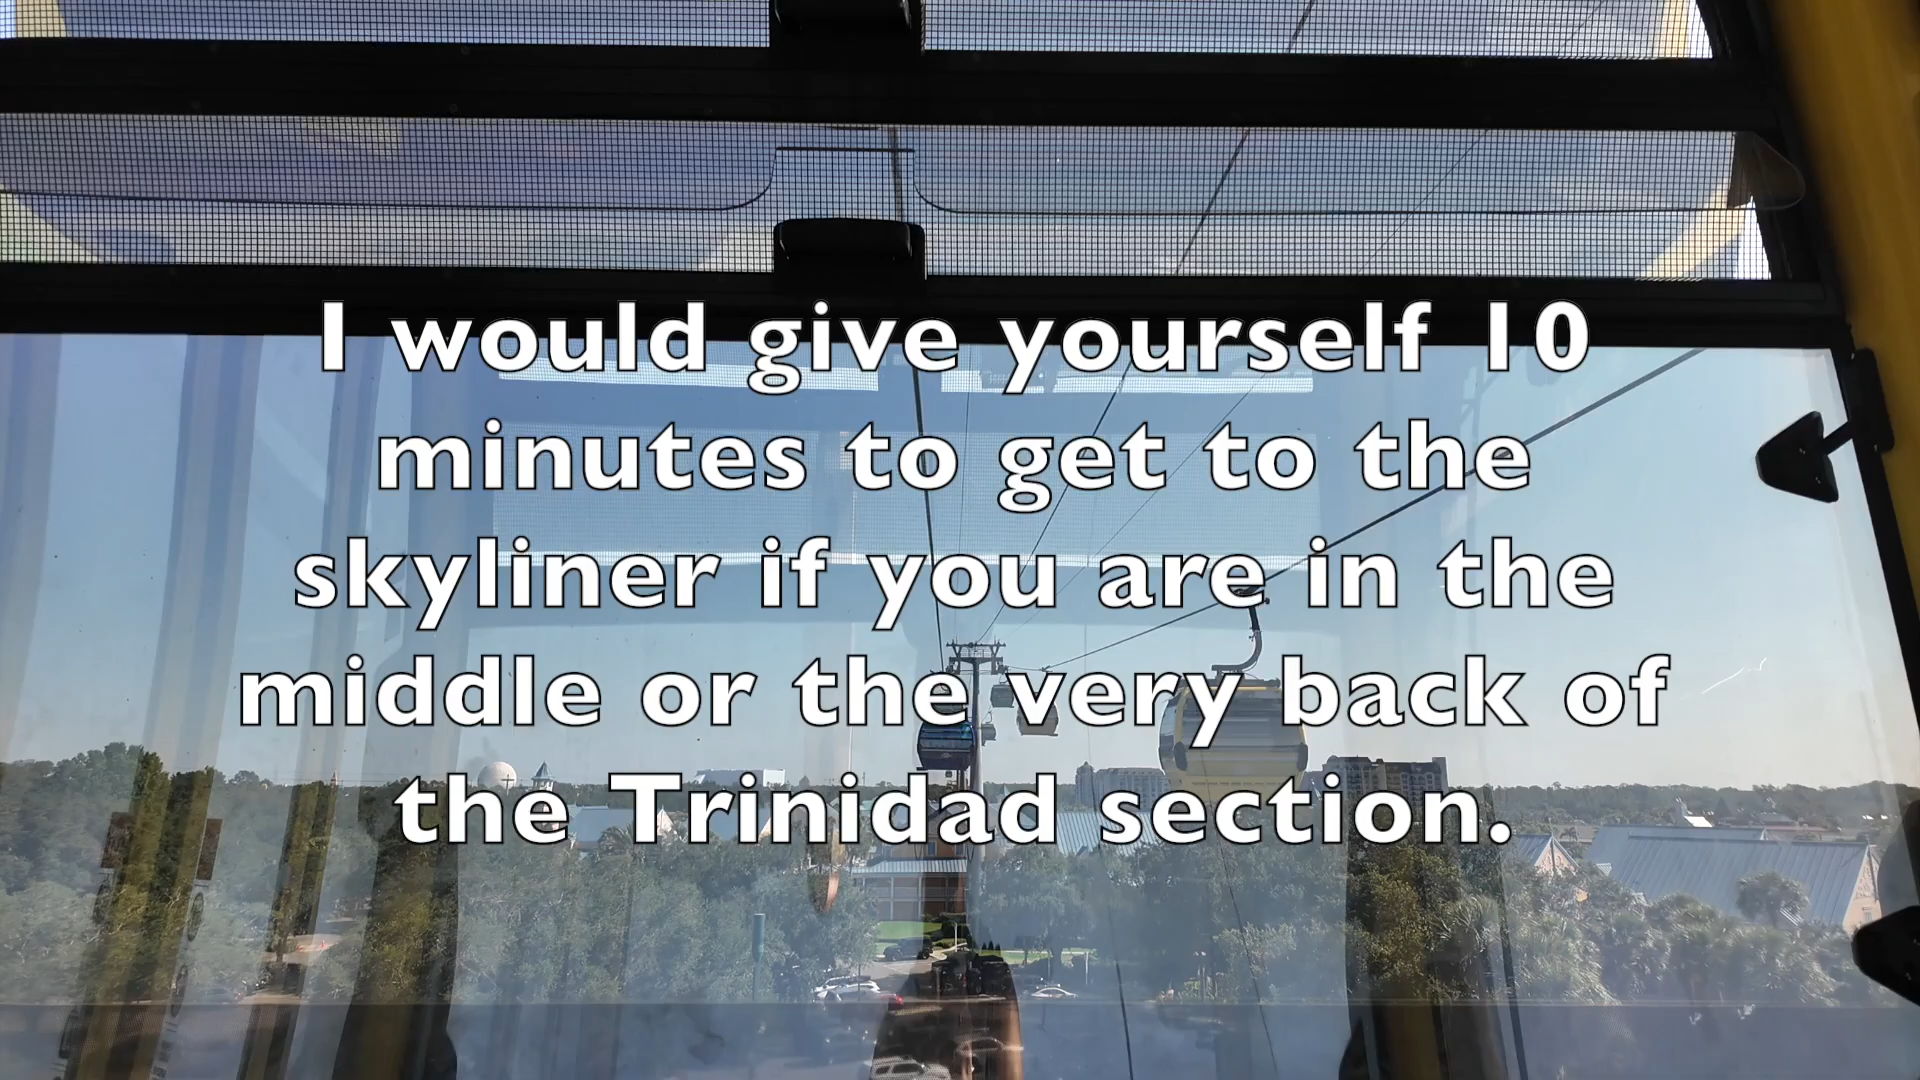 I would give yourself 10
minutes to get to the
skyliner if you are in the
middle or the very back of
the Trinidad section.